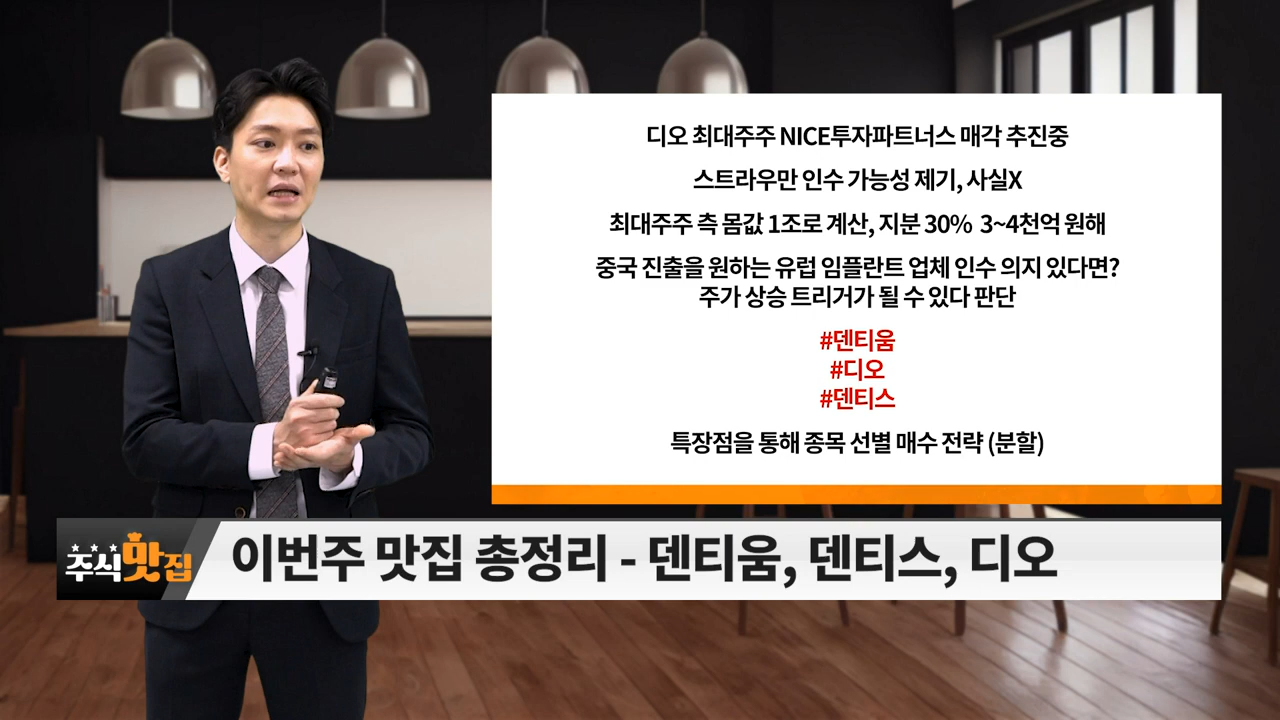 디오 최대주주 NICE투자파트너스 매각 추진중
스트라우만 인수 가능성 제기, 사실X
최대주주 측 몸값 1조로 계산, 지분 30% 3~4천억 원해
중국 진출을 원하는 유럽 임플란트 업체 인수 의지 있다면?
주가 상승 트리거가 될 수 있다 판단
#덴티움
#디오
#덴티스
특장점을 통해 종목 선별 매수 전략 (분할)
주식맛집
이번주 맛집 총정리 - 덴티움, 덴티스, 디오